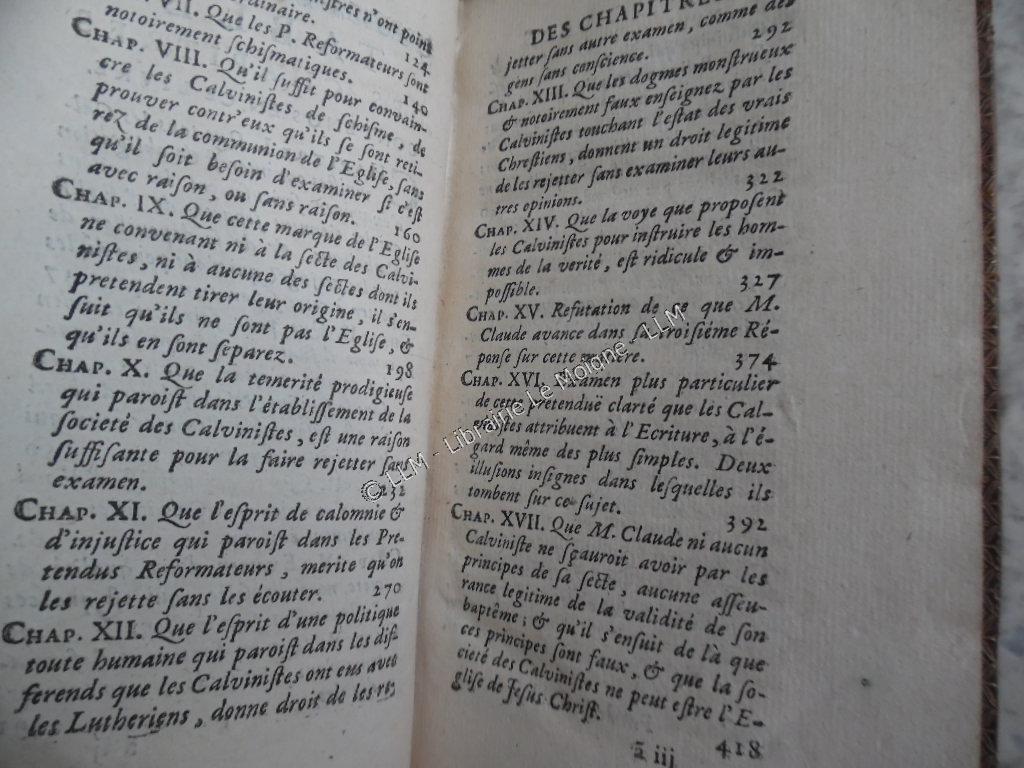 nistres n'ont point
ordinaire.
124
VII. Que les P. Reformateurs sont
notoirement schismatiques.
140
CHAP. VIII. Qu'il suffit pour convain-
cre les Calvinistes de schisme, de
prouver contr'eux qu'ils se sont reti-
rez de la communion de l'Eglise, sans
qu'il soit besoin d'examiner si c'est
avec raison, ou sans raison.
160
CHAP. IX. Que cette marque de l'Eglise
ne convenant ni à la secte des Calvi-
nistes, ni à aucune des sectes dont ils
pretendent tirer leur origine, il s'en-
suit qu'ils ne sont pas l'Eglise, &
qu'ils en sont separez.
198
CHAP. X. Que la temerité prodigieuse
qui paroist dans l'établissement de la
societé des Calvinistes, est une raison
suffisante pour la faire rejetter sans
examen.
232
CHAP. XI. Que l'esprit de calomnie &
d'injustice qui paroist dans les Pre-
tendus Reformateurs, merite qu'on
les rejette sans les écouter.
270
CHAP. XII. Que l'esprit d'une politique
toute humaine qui paroist dans les dif-
ferends que les Calvinistes ont eus avec
les Lutheriens, donne droit de les re-
DES CHAPITRE
jetter sans autre examen, comme des
gens sans conscience.
292
CHAP. XIII. Que les dogmes monstrueux
& notoirement faux enseignez par les
Calvinistes touchant l'estat des vrais
Chrestiens, donnent un droit legitime
de les rejetter sans examiner leurs au-
tres opinions.
322
CHAP. XIV. Que la voye que proposent
les Calvinistes pour instruire les hom-
mes de la verité, est ridicule & im-
possible.
327
CHAP. XV. Refutation de ce que M.
Claude avance dans sa troisiéme Ré-
ponse sur cette matiere.
374
CHAP. XVI. Examen plus particulier
de cette pretenduë clarté que les Cal-
vinistes attribuent à l'Ecriture, à l'é-
gard même des plus simples. Deux
illusions insignes dans lesquelles ils
tombent sur ce sujet.
392
CHAP. XVII. Que M. Claude ni aucun
Calviniste ne sçauroit avoir par les
principes de sa secte, aucune asseu-
rance legitime de la validité de son
baptême; & qu'il s'ensuit de là que
ces principes sont faux, & que la so-
cieté des Calvinistes ne peut estre l'E-
glise de Jesus Christ.
418
ã iij
© LLM - Librairie Le Moione - LLM